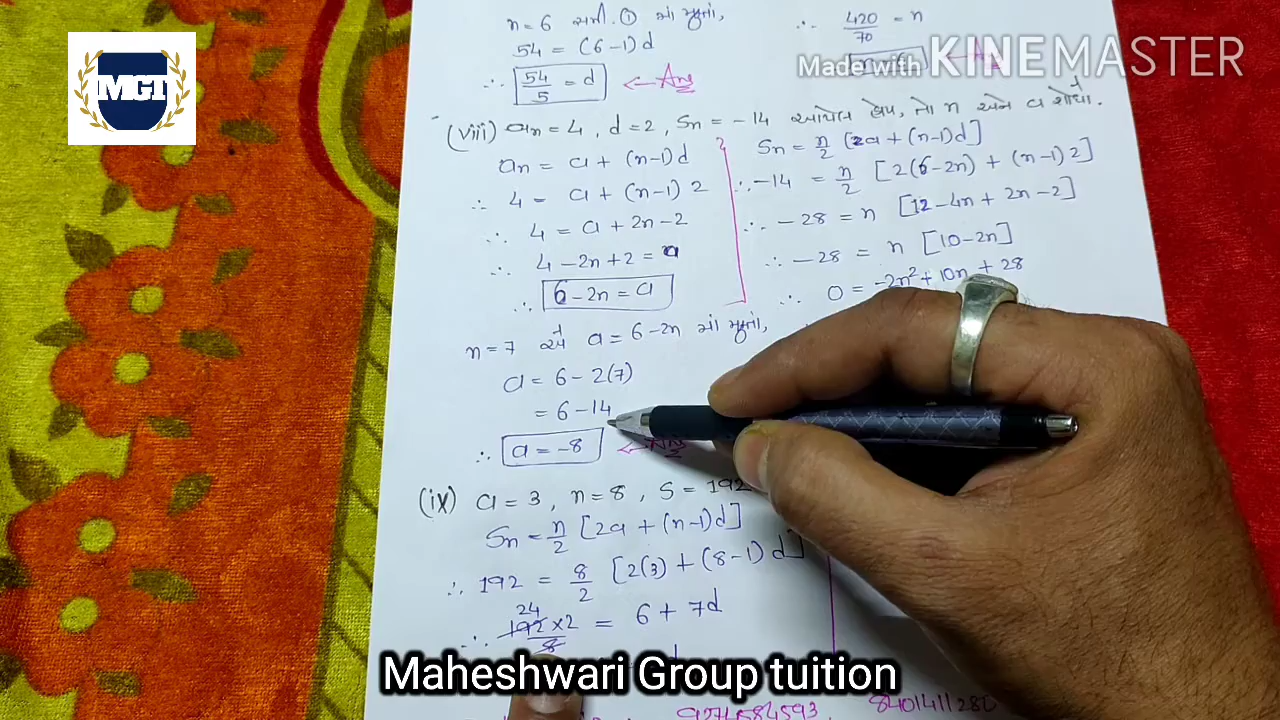 MGI
Made with KINEMASTER
n = 6 સમી. ① માં મુકતાં,
54 = (6-1)d
∴ 54/5 = d ← Ans
∴ 420/70 = n
(viii) an = 4, d = 2, Sn = -14 આપેલ હોય, તો n અને a શોધો.
an = a + (n-1)d
∴ 4 = a + (n-1) 2
∴ 4 = a + 2n - 2
∴ 4 - 2n + 2 = a
∴ 6 - 2n = a
Sn = n/2 [2a + (n-1)d]
∴ -14 = n/2 [2(6-2n) + (n-1)2]
∴ -28 = n [12 - 4n + 2n - 2]
∴ -28 = n [10 - 2n]
∴ 0 = -2n² + 10n + 28
n = 7 a = 6 - 2n માં મુકતાં,
a = 6 - 2(7)
= 6 - 14
∴ a = -8 ←
(ix) a = 3, n = 8, S = 192
Sn = n/2 [2a + (n-1)d]
∴ 192 = 8/2 [2(3) + (8-1)d]
24
∴ 192×2/8 = 6 + 7d
Maheshwari Group tuition